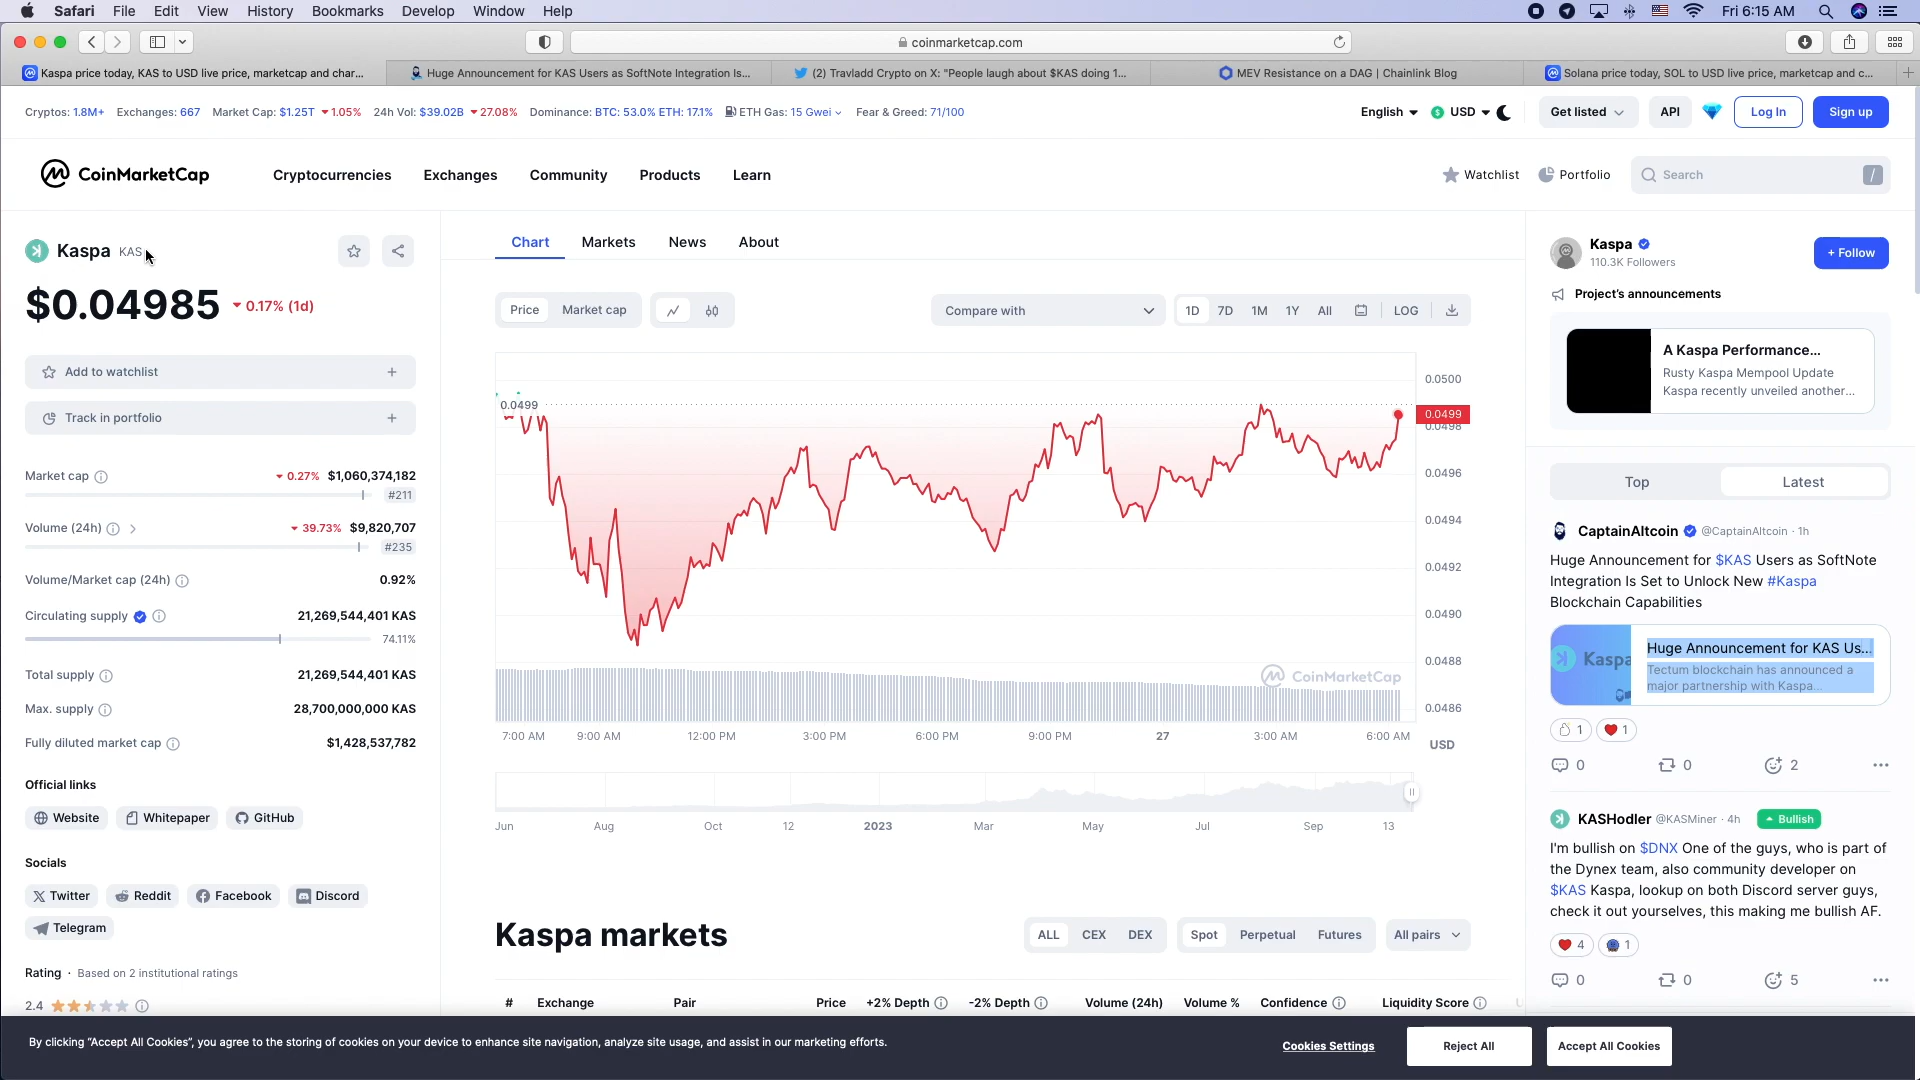 Safari File Edit View History Bookmarks Develop Window Help
Fri 6:15 AM
coinmarketcap.com
Kaspa price today, KAS to USD live price, marketcap and char...
Huge Announcement for KAS Users as SoftNote Integration Is...
(2) Travladd Crypto on X: "People laugh about $KAS doing 1...
MEV Resistance on a DAG | Chainlink Blog
Solana price today, SOL to USD live price, marketcap and c...
Cryptos: 1.8M+ Exchanges: 667 Market Cap: $1.25T 1.05% 24h Vol: $39.02B 27.08% Dominance: BTC: 53.0% ETH: 17.1% ETH Gas: 15 Gwei Fear & Greed: 71/100
English USD Get listed API Log In Sign up
CoinMarketCap
Cryptocurrencies Exchanges Community Products Learn
Watchlist Portfolio Search /
Kaspa KAS
$0.04985 0.17% (1d)
Add to watchlist +
Track in portfolio +
Market cap 0.27% $1,060,374,182
#211
Volume (24h) 39.73% $9,820,707
#235
Volume/Market cap (24h) 0.92%
Circulating supply 21,269,544,401 KAS
74.11%
Total supply 21,269,544,401 KAS
Max. supply 28,700,000,000 KAS
Fully diluted market cap $1,428,537,782
Official links
Website Whitepaper GitHub
Socials
Twitter Reddit Facebook Discord
Telegram
Rating · Based on 2 institutional ratings
2.4
Chart Markets News About
Price Market cap
Compare with
1D 7D 1M 1Y All LOG
0.0499
0.0500
0.0499
0.0498
0.0496
0.0494
0.0492
0.0490
0.0488
0.0486
CoinMarketCap
7:00 AM 9:00 AM 12:00 PM 3:00 PM 6:00 PM 9:00 PM 27 3:00 AM 6:00 AM
USD
Jun Aug Oct 12 2023 Mar May Jul Sep 13
Kaspa markets
ALL CEX DEX
Spot Perpetual Futures
All pairs
# Exchange Pair Price +2% Depth -2% Depth Volume (24h) Volume % Confidence Liquidity Score
Kaspa
110.3K Followers
+ Follow
Project's announcements
A Kaspa Performance...
Rusty Kaspa Mempool Update
Kaspa recently unveiled another...
Top Latest
CaptainAltcoin @CaptainAltcoin · 1h
Huge Announcement for $KAS Users as SoftNote
Integration Is Set to Unlock New #Kaspa
Blockchain Capabilities
Kaspa
Huge Announcement for KAS Us...
Tectum blockchain has announced a
major partnership with Kaspa...
1 1
0 0 2
KASHodler @KASMiner · 4h Bullish
I'm bullish on $DNX One of the guys, who is part of
the Dynex team, also community developer on
$KAS Kaspa, lookup on both Discord server guys,
check it out yourselves, this making me bullish AF.
4 1
0 0 5
By clicking "Accept All Cookies", you agree to the storing of cookies on your device to enhance site navigation, analyze site usage, and assist in our marketing efforts.
Cookies Settings Reject All Accept All Cookies